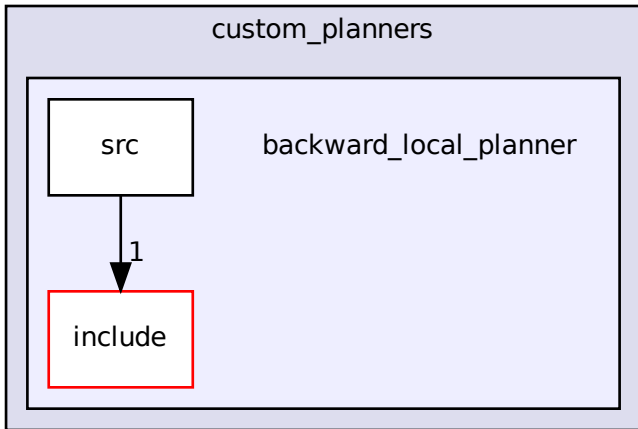 custom_planners
src
backward_local_planner
1
include